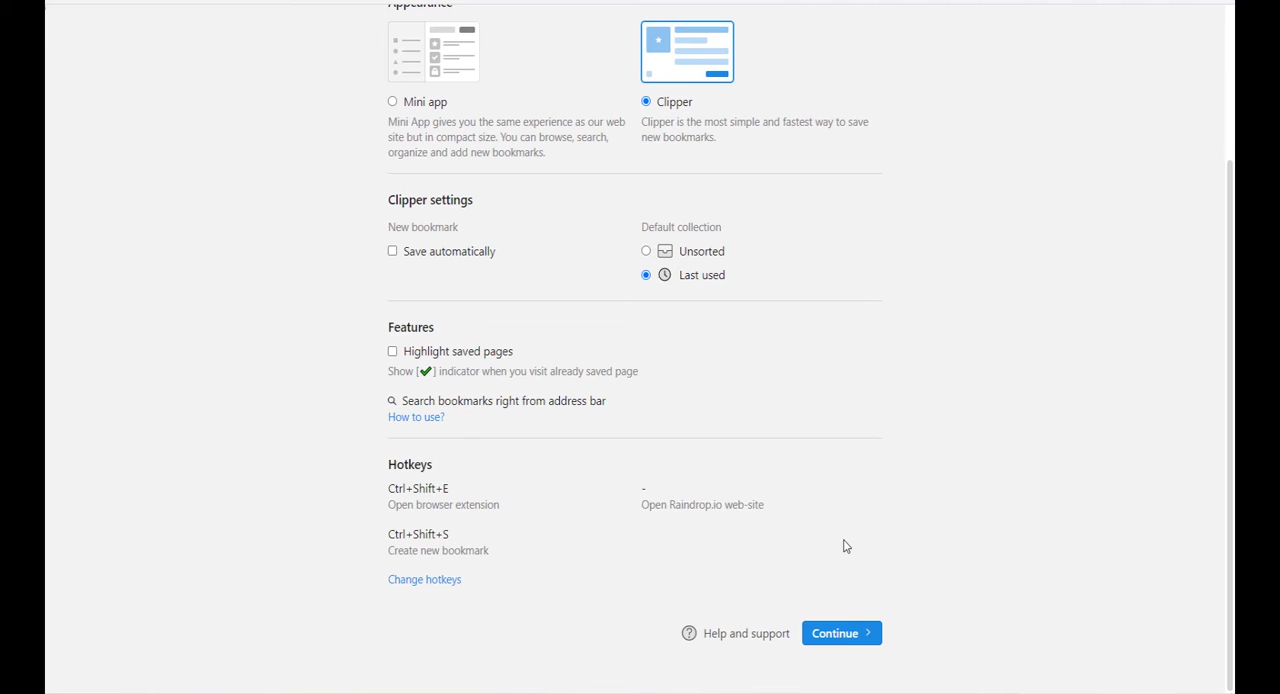 Appearance
Mini app
Clipper
Mini App gives you the same experience as our web
site but in compact size. You can browse, search,
organize and add new bookmarks.
Clipper is the most simple and fastest way to save
new bookmarks.
Clipper settings
New bookmark
Default collection
Save automatically
Unsorted
Last used
Features
Highlight saved pages
Show [✔] indicator when you visit already saved page
Search bookmarks right from address bar
How to use?
Hotkeys
Ctrl+Shift+E
-
Open browser extension
Open Raindrop.io web-site
Ctrl+Shift+S
Create new bookmark
Change hotkeys
Help and support
Continue